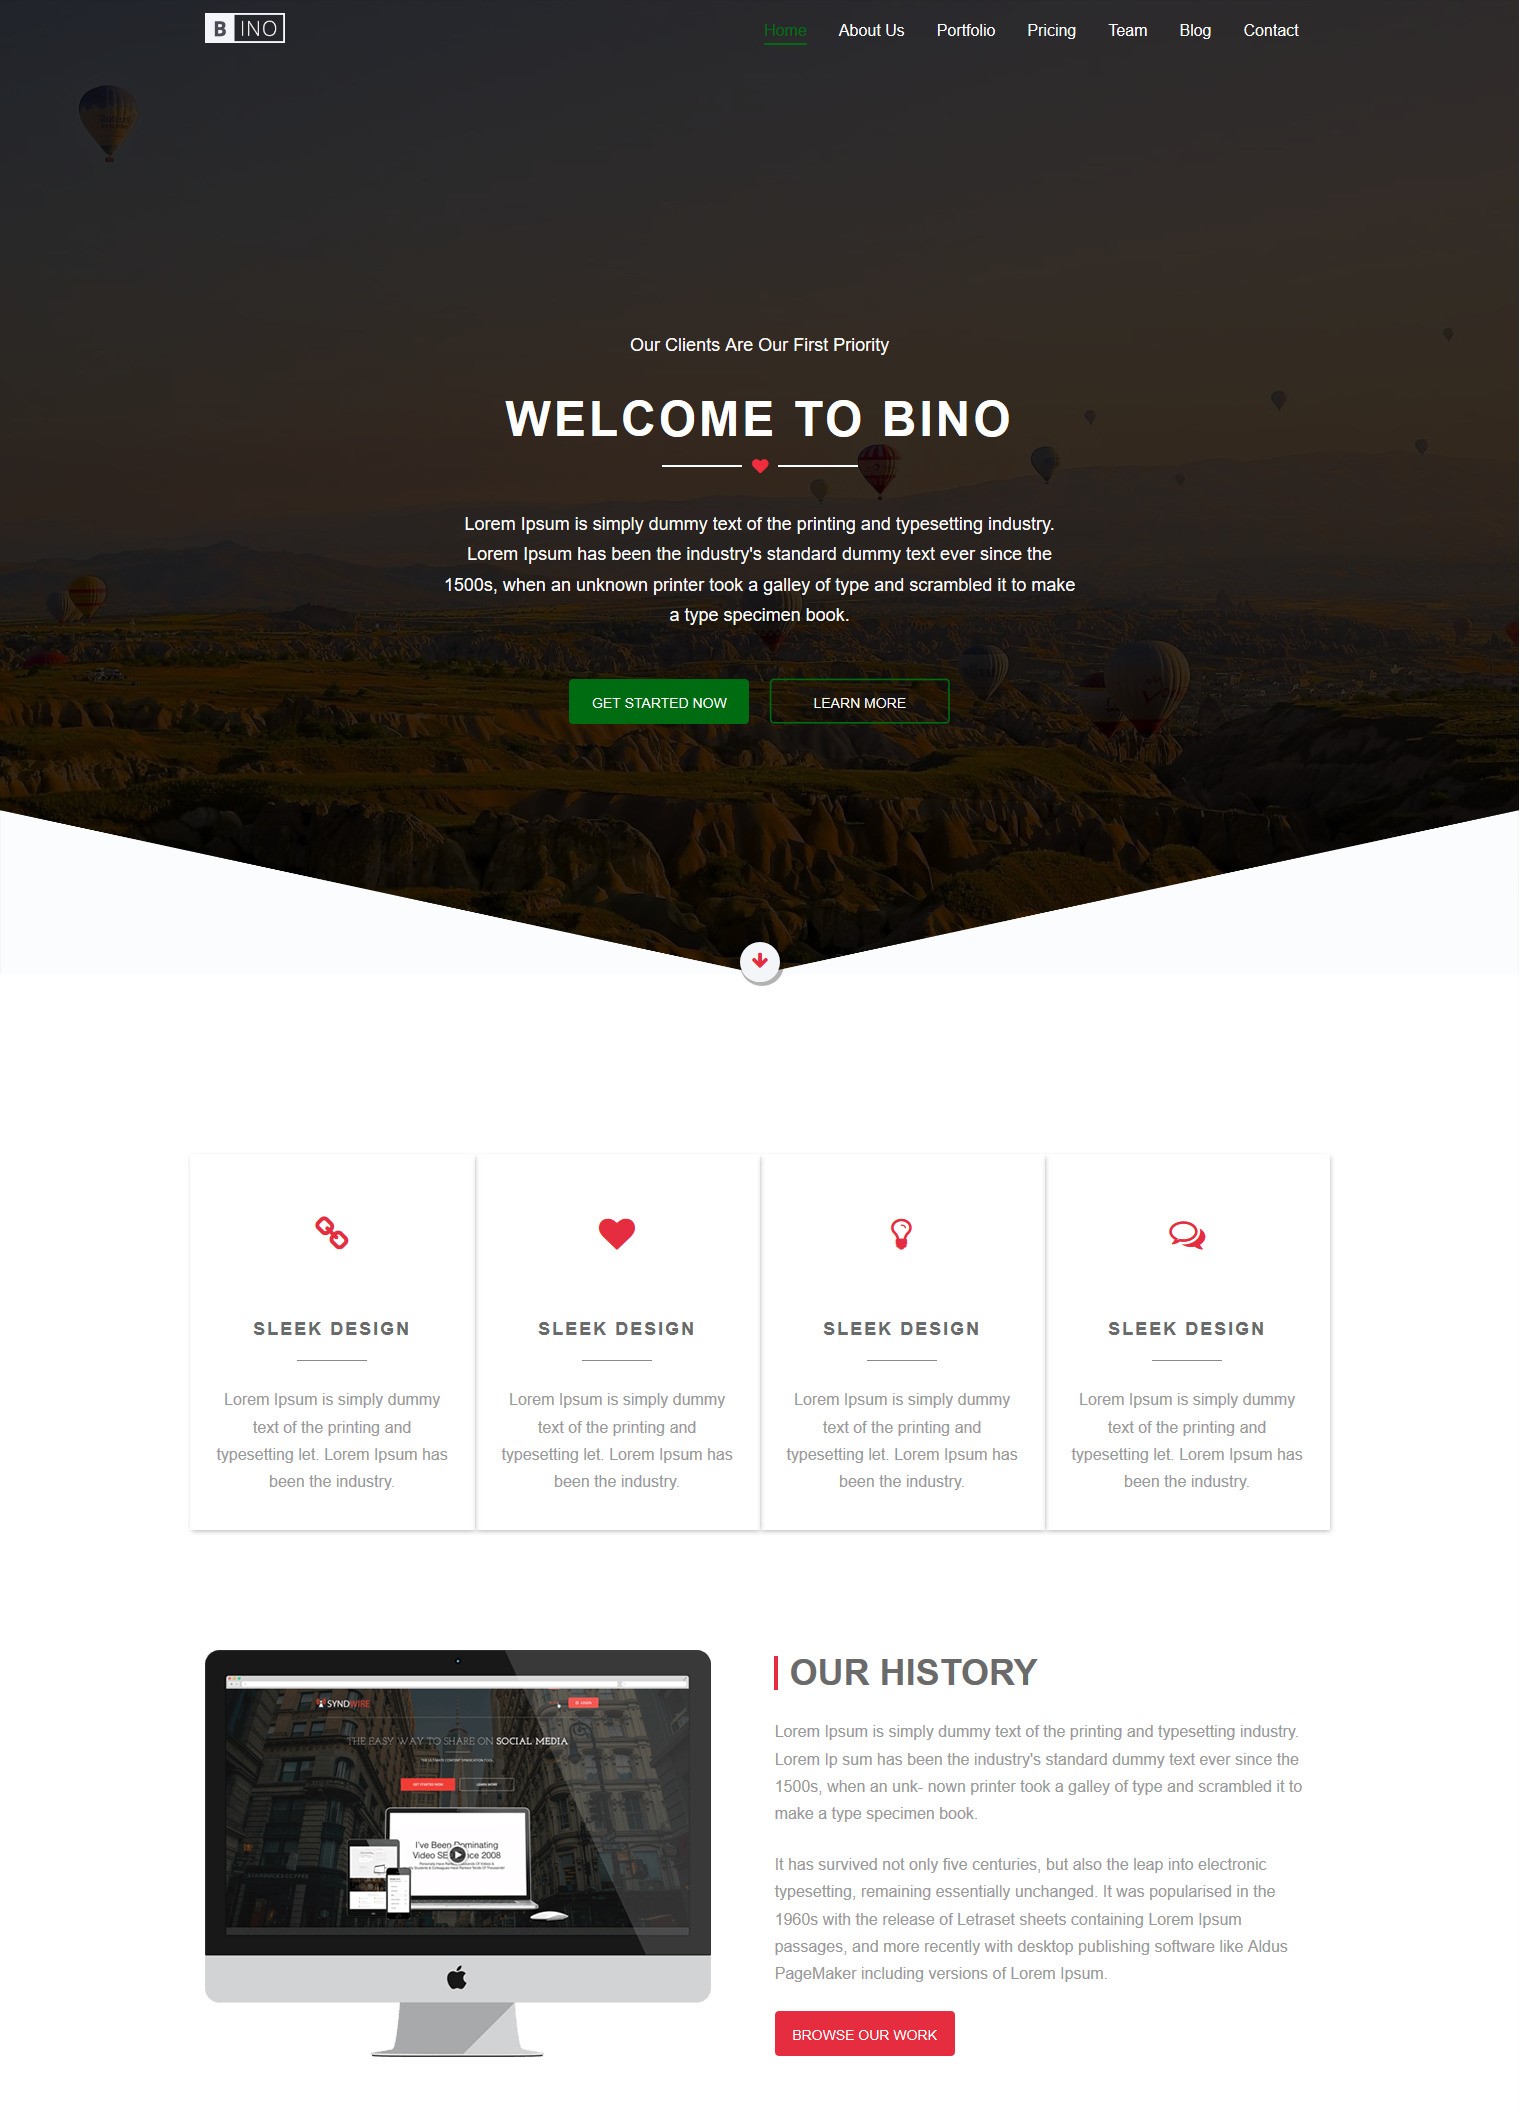 BINO
Home About Us Portfolio Pricing Team Blog Contact
Our Clients Are Our First Priority
WELCOME TO BINO
Lorem Ipsum is simply dummy text of the printing and typesetting industry.
Lorem Ipsum has been the industry's standard dummy text ever since the
1500s, when an unknown printer took a galley of type and scrambled it to make
a type specimen book.
GET STARTED NOW LEARN MORE
SLEEK DESIGN
Lorem Ipsum is simply dummy
text of the printing and
typesetting let. Lorem Ipsum has
been the industry.
SLEEK DESIGN
Lorem Ipsum is simply dummy
text of the printing and
typesetting let. Lorem Ipsum has
been the industry.
SLEEK DESIGN
Lorem Ipsum is simply dummy
text of the printing and
typesetting let. Lorem Ipsum has
been the industry.
SLEEK DESIGN
Lorem Ipsum is simply dummy
text of the printing and
typesetting let. Lorem Ipsum has
been the industry.
SYNDWIRE
LOGIN
THE EASY WAY TO SHARE ON SOCIAL MEDIA
THE ULTIMATE CONTENT SYNDICATION TOOL
GET STARTED NOW LEARN MORE
I've Been Dominating
Video SE ince 2008
OUR HISTORY
Lorem Ipsum is simply dummy text of the printing and typesetting industry.
Lorem Ip sum has been the industry's standard dummy text ever since the
1500s, when an unk- nown printer took a galley of type and scrambled it to
make a type specimen book.
It has survived not only five centuries, but also the leap into electronic
typesetting, remaining essentially unchanged. It was popularised in the
1960s with the release of Letraset sheets containing Lorem Ipsum
passages, and more recently with desktop publishing software like Aldus
PageMaker including versions of Lorem Ipsum.
BROWSE OUR WORK